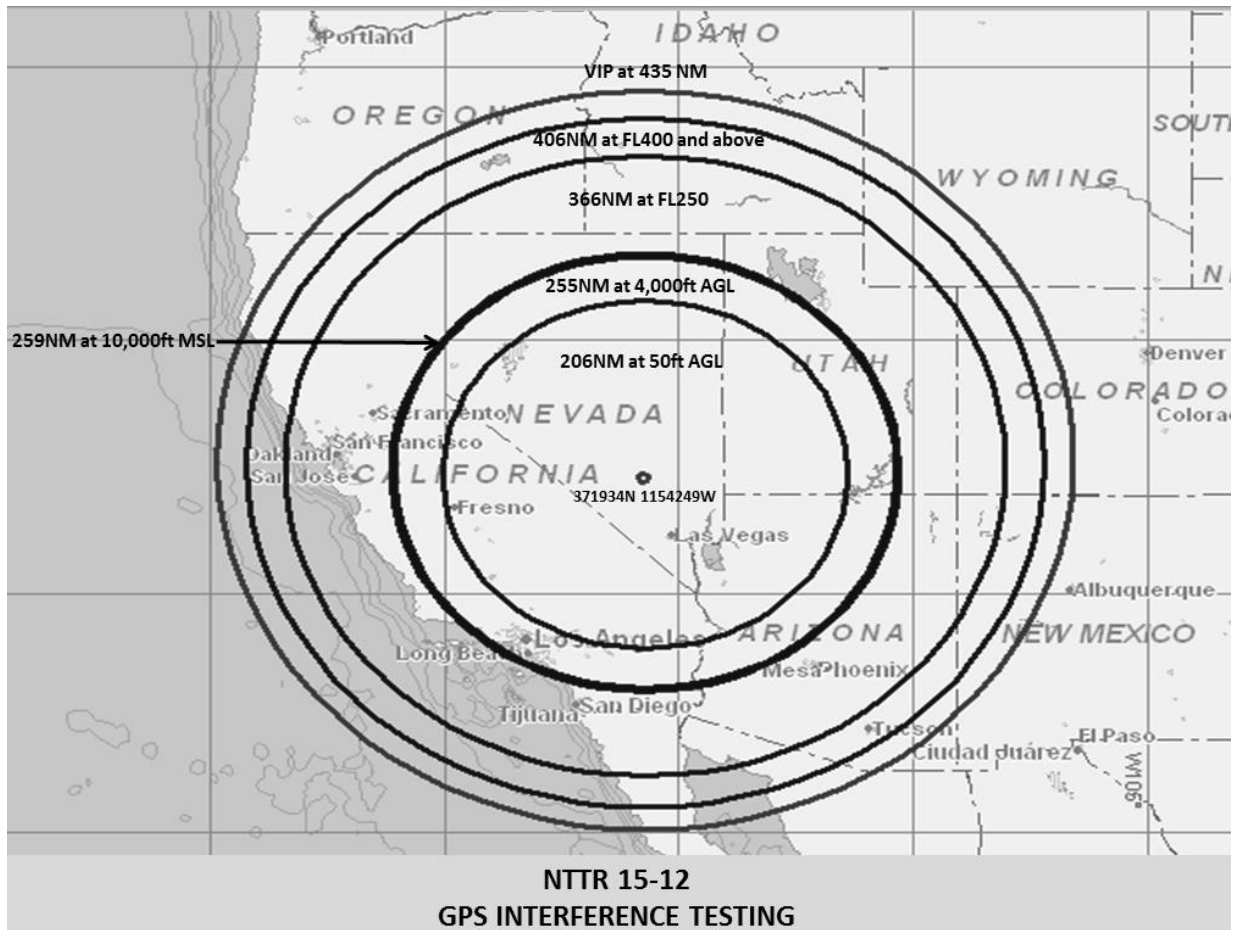 Portland
IDAHO
VIP at 435 NM
OREGON
SOUT
406NM at FL400 and above
WYOMING
366NM at FL250
N
255NM at 4,000ft AGL
259NM at 10,000ft MSL
206NM at 50ft AGL
UTAH
Denver
COLORADO
Colora
Sacramento
NEVADA
San Francisco
Oakland
San Jose
CALIFORNIA
371934N 1154249W
Fresno
Las Vegas
Albuquerque
Los Angeles
ARIZONA
NEW MEXICO
Long Beach
Mesa
Phoenix
San Diego
Tijuana
Tucson
El Paso
Ciudad Juárez
W106°
NTTR 15-12
GPS INTERFERENCE TESTING